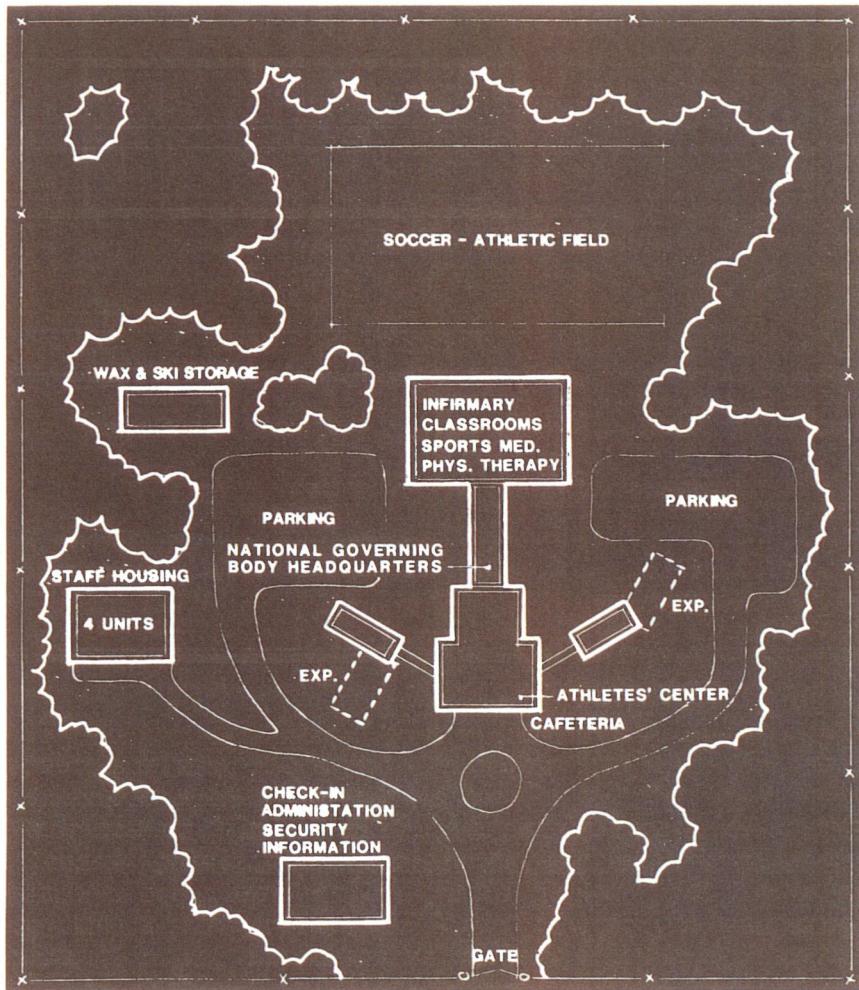 SOCCER - ATHLETIC FIELD
WAX & SKI STORAGE
INFIRMARY
CLASSROOMS
SPORTS MED.
PHYS. THERAPY
PARKING
PARKING
NATIONAL GOVERNING
BODY HEADQUARTERS
STAFF HOUSING
4 UNITS
EXP.
EXP.
ATHLETES' CENTER
CAFETERIA
CHECK-IN
ADMINISTATION
SECURITY
INFORMATION
GATE